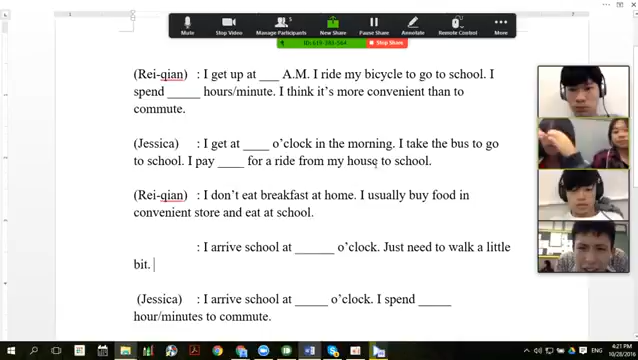 Mute
Stop Video
Manage Participants
New Share
Pause Share
Annotate
Remote Control
More
Stop Share
(Rei-qian) : I get up at ___ A.M. I ride my bicycle to go to school. I
spend _____ hours/minute. I think it's more convenient than to
commute.
(Jessica) : I get at ____ o'clock in the morning. I take the bus to go
to school. I pay ____ for a ride from my house to school.
(Rei-qian) : I don't eat breakfast at home. I usually buy food in
convenient store and eat at school.
: I arrive school at ______ o'clock. Just need to walk a little
bit.
(Jessica) : I arrive school at _____ o'clock. I spend _____
hour/minutes to commute.
4:21 PM
10/28/2016